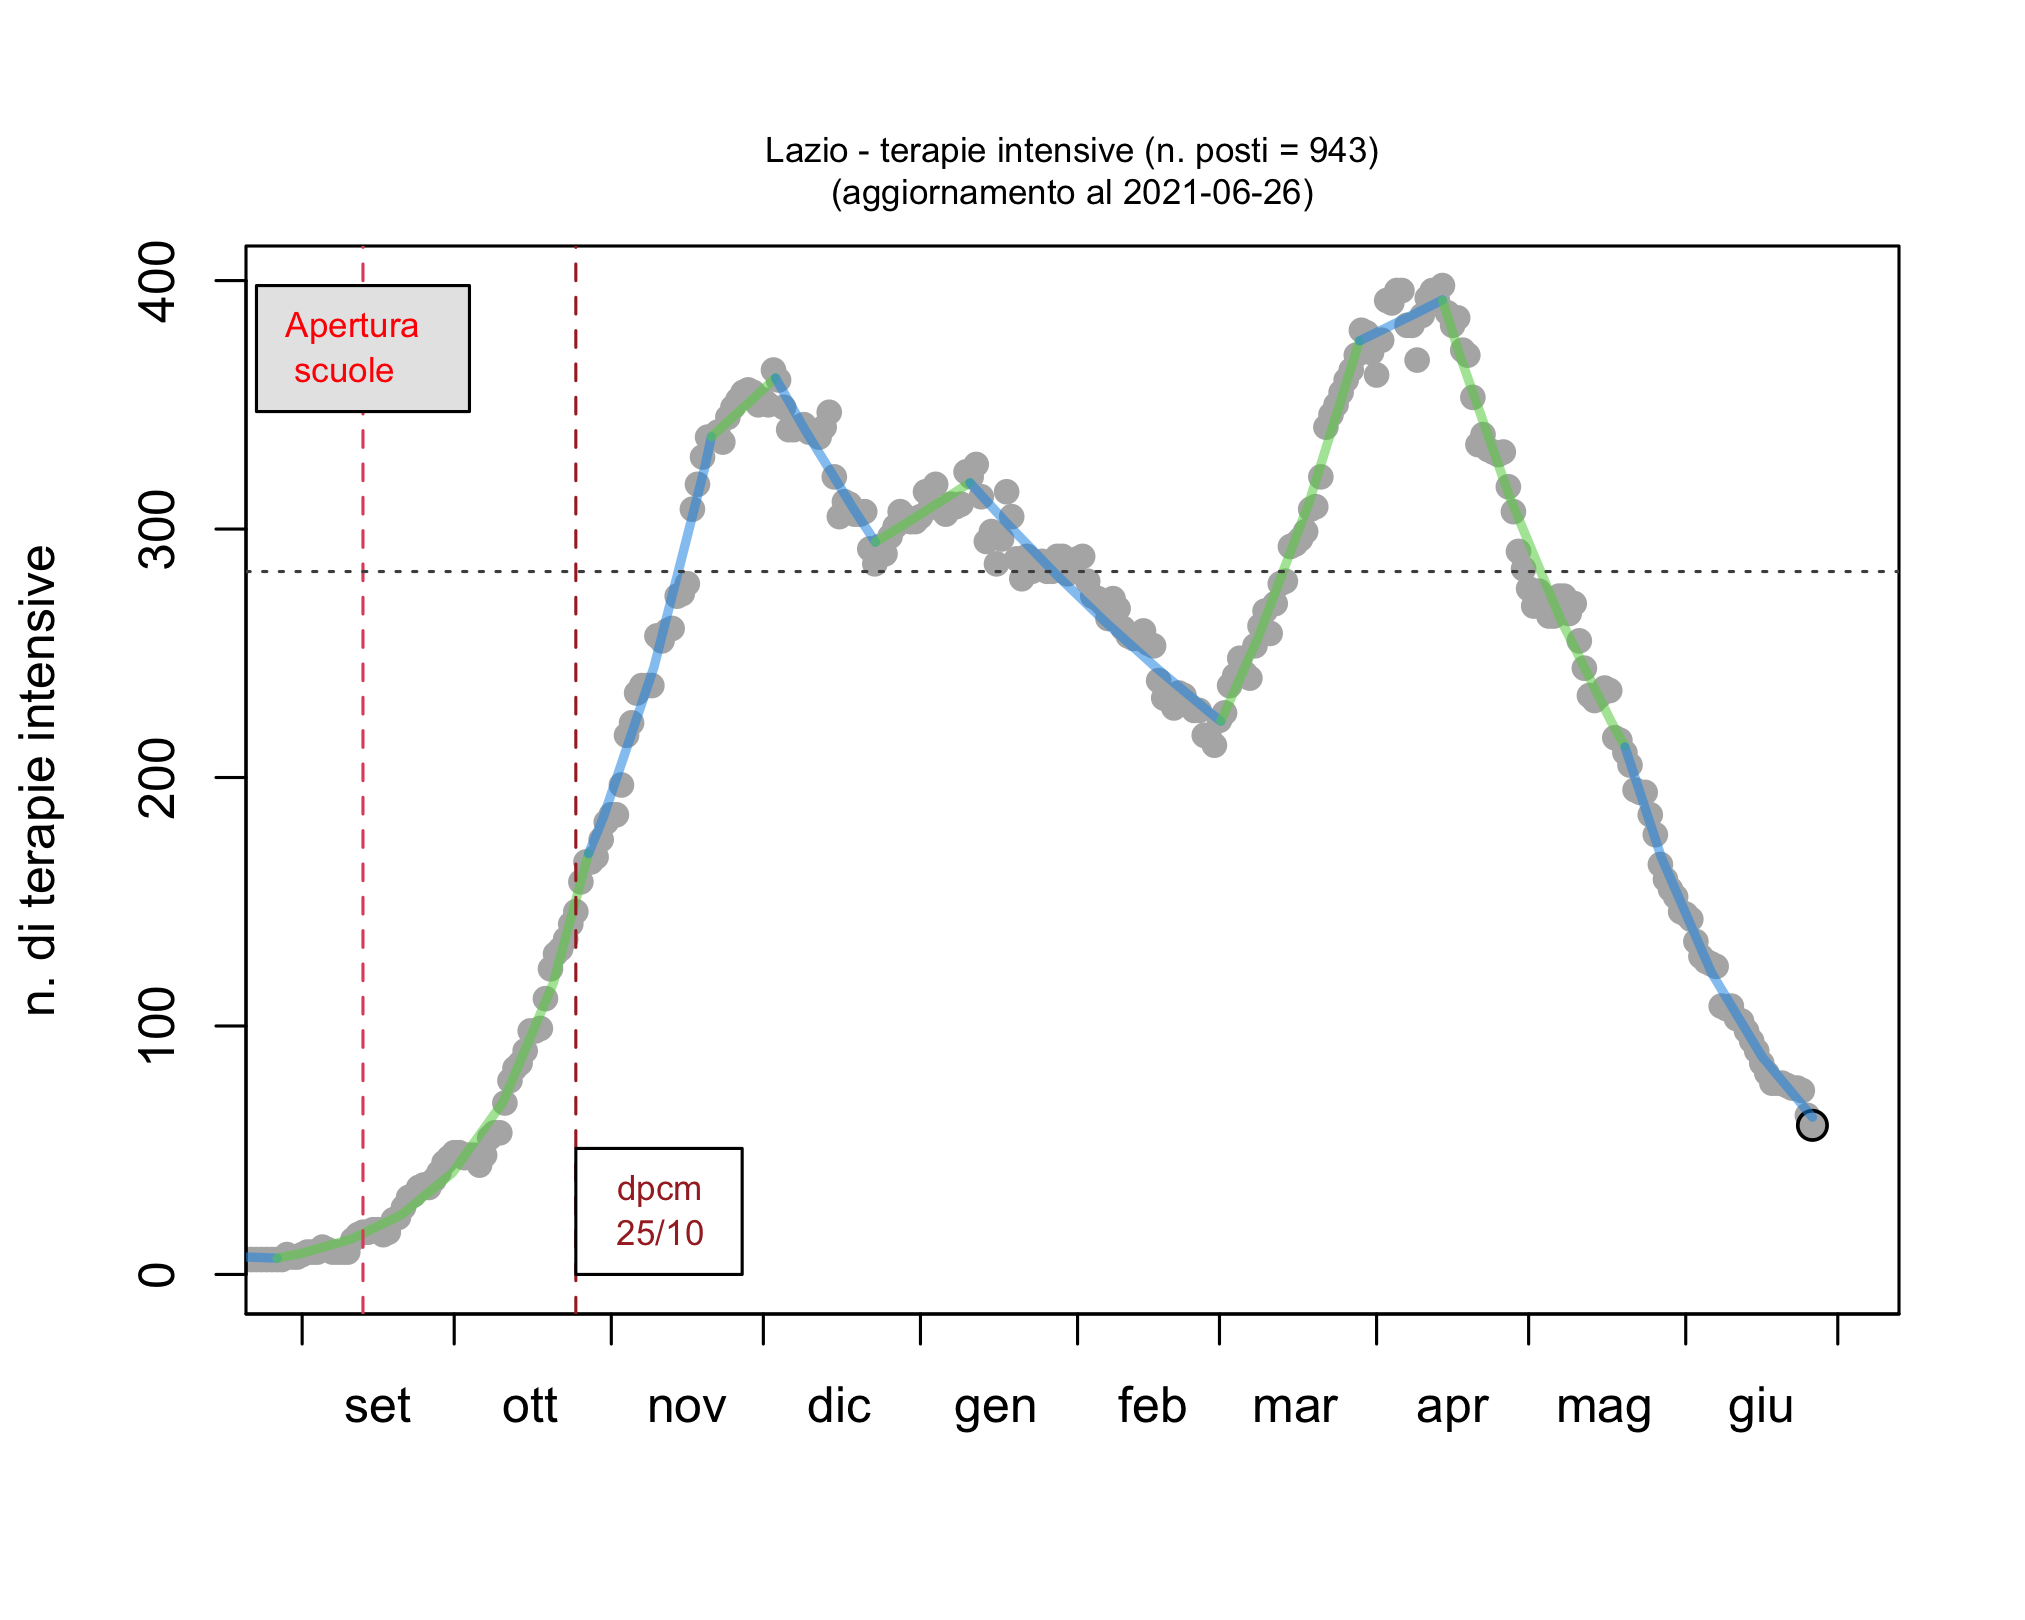 Lazio - terapie intensive (n. posti = 943)
(aggiornamento al 2021-06-26)
n. di terapie intensive
400
300
200
100
0
Apertura
scuole
dpcm
25/10
set ott nov dic gen feb mar apr mag giu